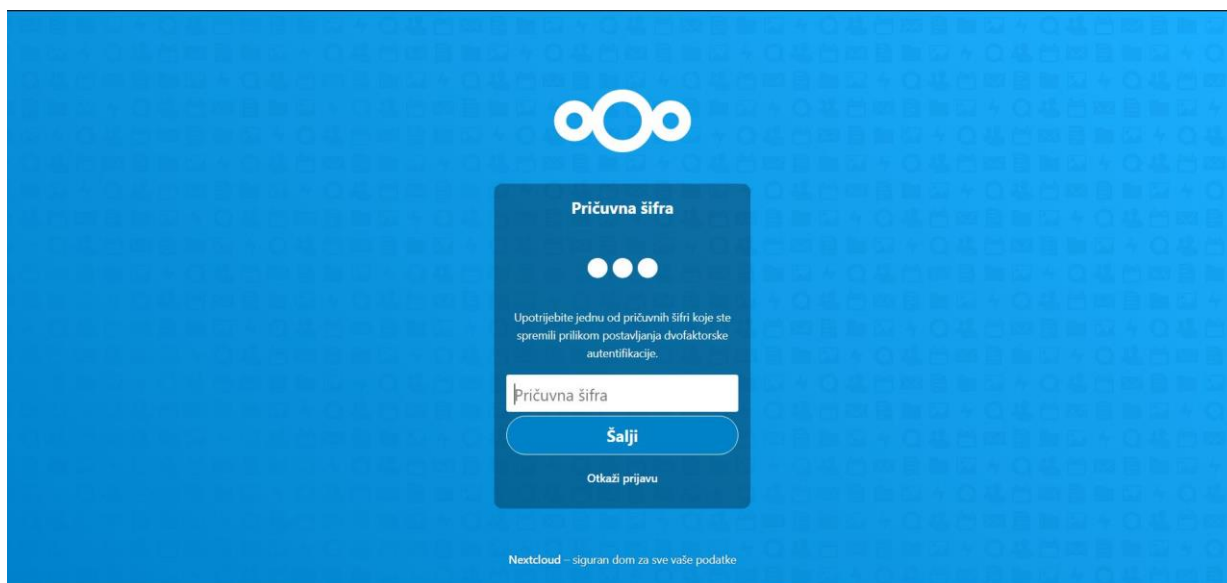 Pričuvna šifra
Upotrijebite jednu od pričuvnih šifri koje ste
spremili prilikom postavljanja dvofaktorske
autentifikacije.
Pričuvna šifra
Šalji
Otkaži prijavu
Nextcloud – siguran dom za sve vaše podatke